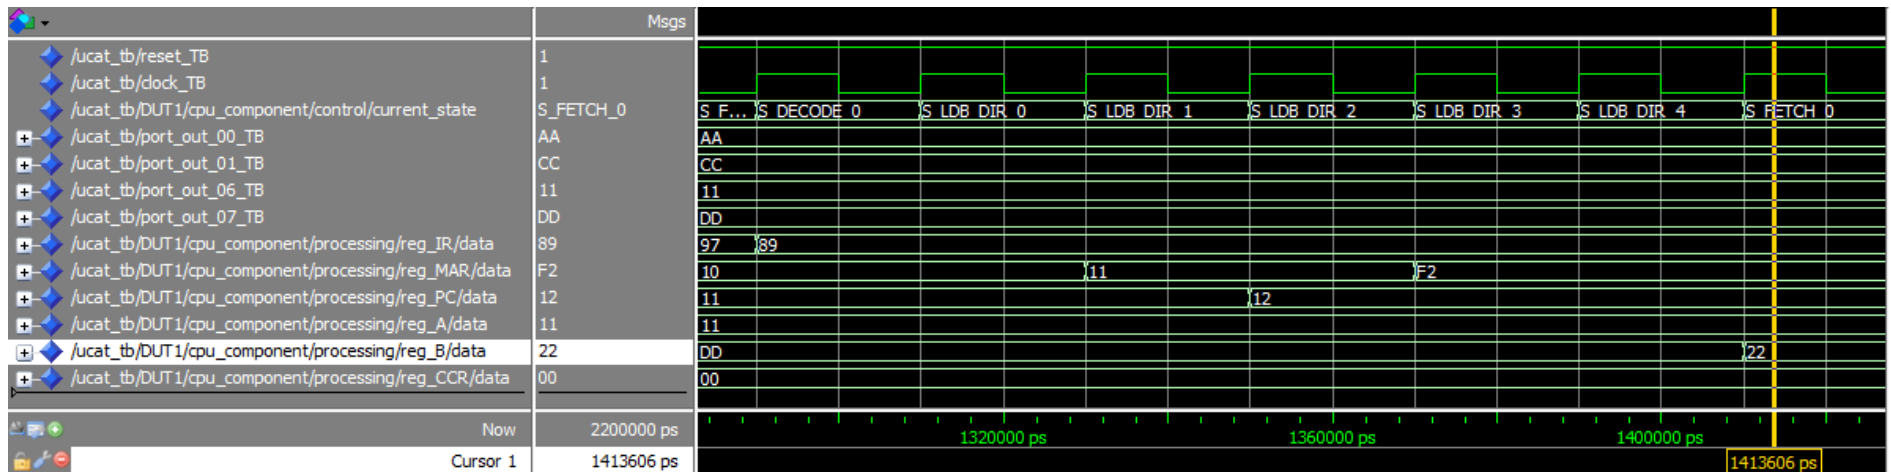 Msgs
/ucat_tb/reset_TB 1
/ucat_tb/clock_TB 1
/ucat_tb/DUT1/cpu_component/control/current_state S_FETCH_0 S_F... S_DECODE_0 S_LDB_DIR_0 S_LDB_DIR_1 S_LDB_DIR_2 S_LDB_DIR_3 S_LDB_DIR_4 S_FETCH_0
/ucat_tb/port_out_00_TB AA AA
/ucat_tb/port_out_01_TB CC CC
/ucat_tb/port_out_06_TB 11 11
/ucat_tb/port_out_07_TB DD DD
/ucat_tb/DUT1/cpu_component/processing/reg_IR/data 89 97 89
/ucat_tb/DUT1/cpu_component/processing/reg_MAR/data F2 10 11 F2
/ucat_tb/DUT1/cpu_component/processing/reg_PC/data 12 11 12
/ucat_tb/DUT1/cpu_component/processing/reg_A/data 11 11
/ucat_tb/DUT1/cpu_component/processing/reg_B/data 22 DD 22
/ucat_tb/DUT1/cpu_component/processing/reg_CCR/data 00 00
Now 2200000 ps 1320000 ps 1360000 ps 1400000 ps
Cursor 1 1413606 ps 1413606 ps